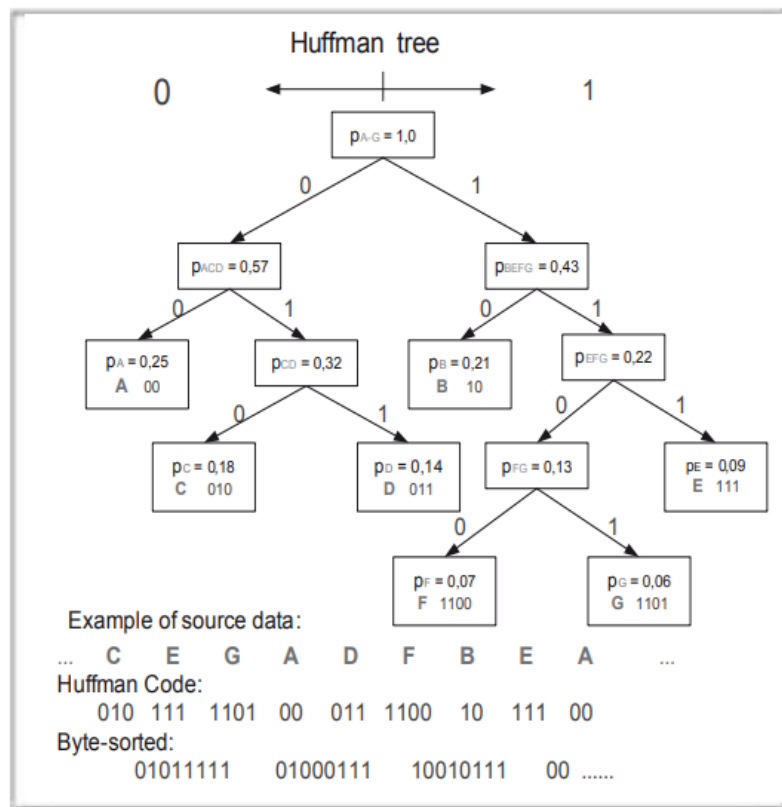 Huffman tree
0 1
pA-G = 1,0
0 1
pACD = 0,57 pBEFG = 0,43
0 1 0 1
pA = 0,25 pCD = 0,32 pB = 0,21 pEFG = 0,22
A 00 B 10
0 1 0 1
pC = 0,18 pD = 0,14 pFG = 0,13 pE = 0,09
C 010 D 011 E 111
0 1
pF = 0,07 pG = 0,06
F 1100 G 1101
Example of source data:
... C E G A D F B E A ...
Huffman Code:
010 111 1101 00 011 1100 10 111 00
Byte-sorted:
01011111 01000111 10010111 00 ......